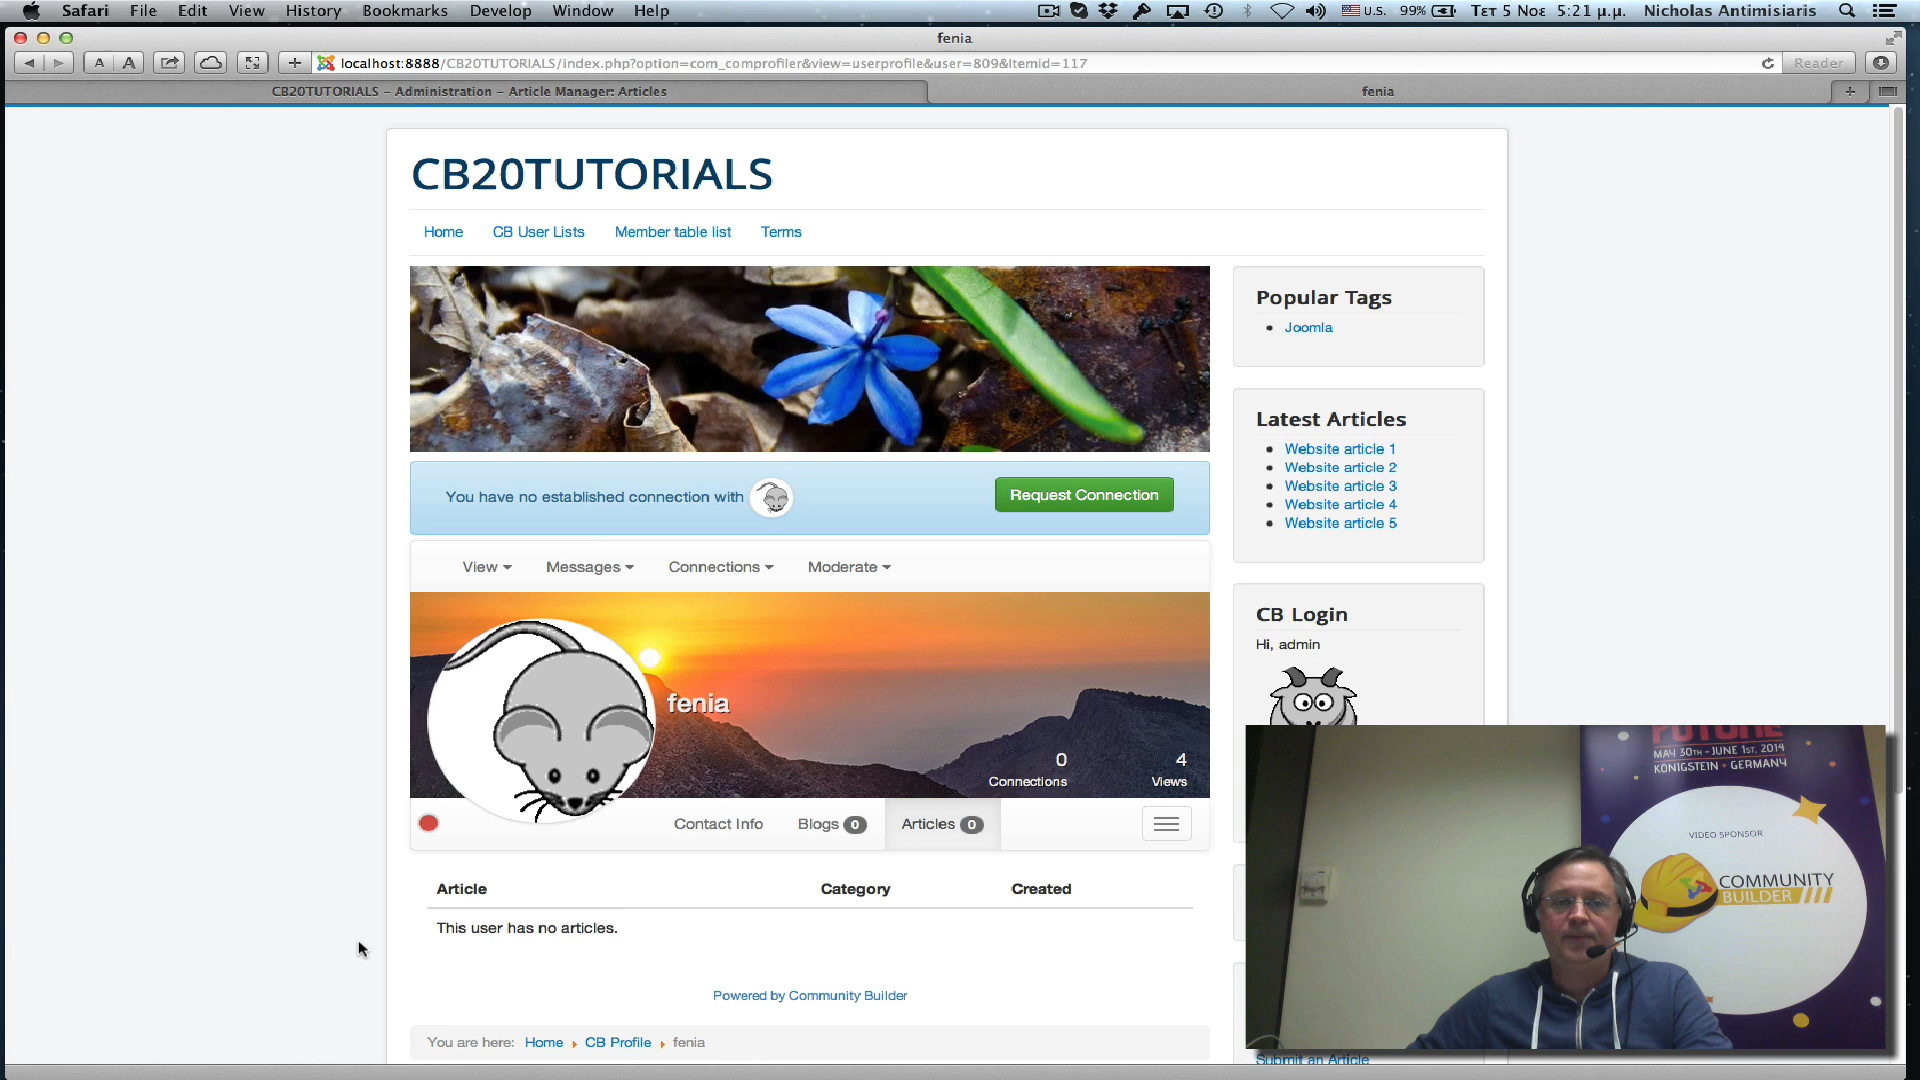 Safari File Edit View History Bookmarks Develop Window Help U.S. 99% Τετ 5 Νοε 5:21 μ.μ. Nicholas Antimisiaris
fenia
A A localhost:8888/CB20TUTORIALS/index.php?option=com_comprofiler&view=userprofile&user=809&Itemid=117 Reader
CB20TUTORIALS – Administration – Article Manager: Articles fenia
CB20TUTORIALS
Home CB User Lists Member table list Terms
Popular Tags
Joomla
Latest Articles
Website article 1
Website article 2
Website article 3
Website article 4
Website article 5
You have no established connection with Request Connection
View Messages Connections Moderate
CB Login
Hi, admin
fenia
0 4
Connections Views
Contact Info Blogs 0 Articles 0
Article Category Created
This user has no articles.
Powered by Community Builder
You are here: Home CB Profile fenia
FUTURE
MAY 30TH - JUNE 1ST, 2014
KÖNIGSTEIN • GERMANY
VIDEO SPONSOR
COMMUNITY
BUILDER
Submit an Article